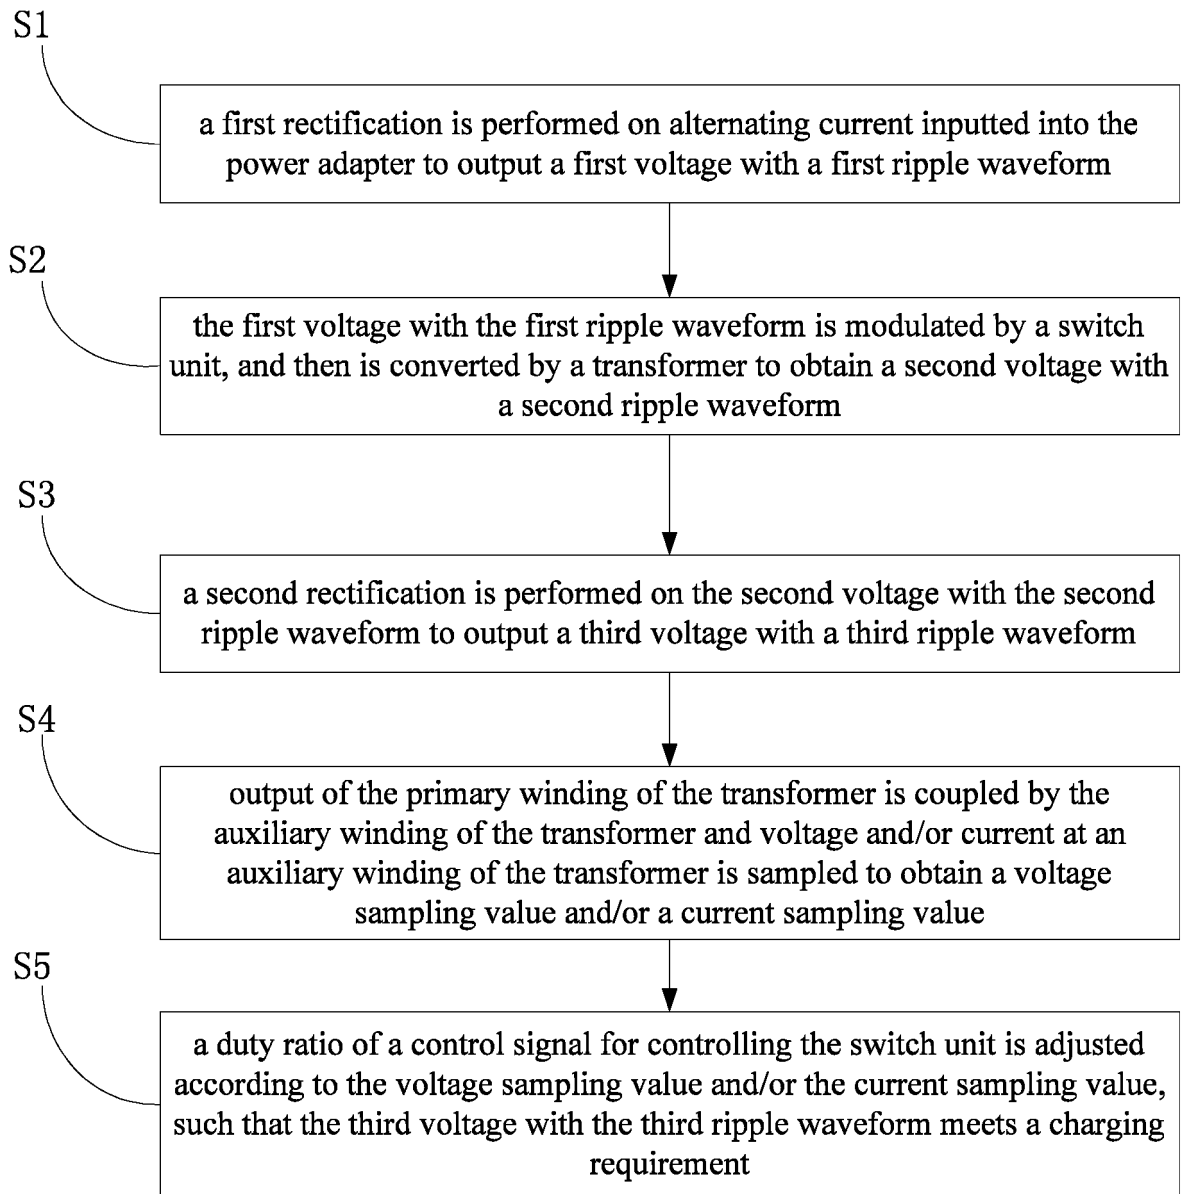 S1
a first rectification is performed on alternating current inputted into the
power adapter to output a first voltage with a first ripple waveform
S2
the first voltage with the first ripple waveform is modulated by a switch
unit, and then is converted by a transformer to obtain a second voltage with
a second ripple waveform
S3
a second rectification is performed on the second voltage with the second
ripple waveform to output a third voltage with a third ripple waveform
S4
output of the primary winding of the transformer is coupled by the
auxiliary winding of the transformer and voltage and/or current at an
auxiliary winding of the transformer is sampled to obtain a voltage
sampling value and/or a current sampling value
S5
a duty ratio of a control signal for controlling the switch unit is adjusted
according to the voltage sampling value and/or the current sampling value,
such that the third voltage with the third ripple waveform meets a charging
requirement